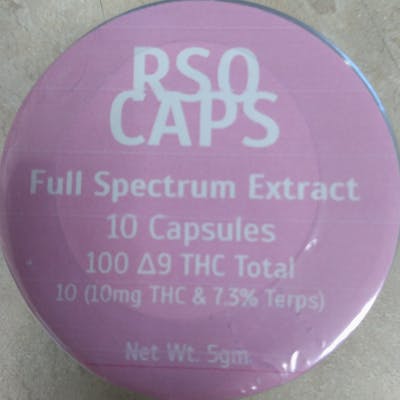 RSO
CAPS
Full Spectrum Extract
10 Capsules
100 Δ9 THC Total
10 (10mg THC & 7.3% Terps)
Net Wt. 5gm